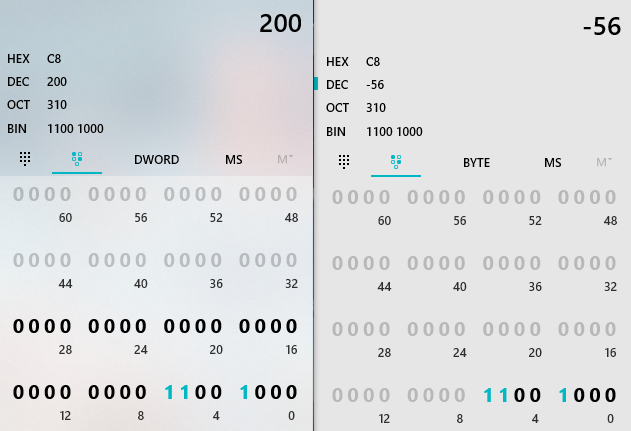 200
HEX C8
DEC 200
OCT 310
BIN 1100 1000
DWORD MS M˅
0000 0000 0000 0000
60 56 52 48
0000 0000 0000 0000
44 40 36 32
0000 0000 0000 0000
28 24 20 16
0000 0000 1100 1000
12 8 4 0
-56
HEX C8
DEC -56
OCT 310
BIN 1100 1000
BYTE MS M˅
0000 0000 0000 0000
60 56 52 48
0000 0000 0000 0000
44 40 36 32
0000 0000 0000 0000
28 24 20 16
0000 0000 1100 1000
12 8 4 0